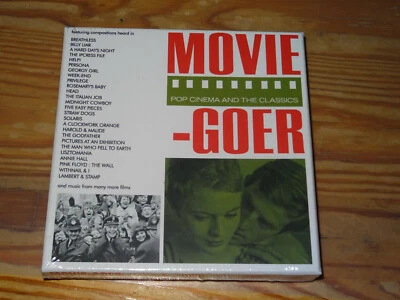 featuring compositions heard in
BREATHLESS
BILLY LIAR
A HARD DAY'S NIGHT
THE IPCRESS FILE
HELP!
PERSONA
GEORGY GIRL
WEEK-END
PRIVILEGE
ROSEMARY'S BABY
HEAD
THE ITALIAN JOB
MIDNIGHT COWBOY
FIVE EASY PIECES
STRAW DOGS
SOLARIS
A CLOCKWORK ORANGE
HAROLD & MAUDE
THE GODFATHER
PICTURES AT AN EXHIBITION
THE MAN WHO FELL TO EARTH
LISZTOMANIA
ANNIE HALL
PINK FLOYD : THE WALL
WITHNAIL & I
LAMBERT & STAMP
and music from many more films
MOVIE
POP CINEMA AND THE CLASSICS
-GOER